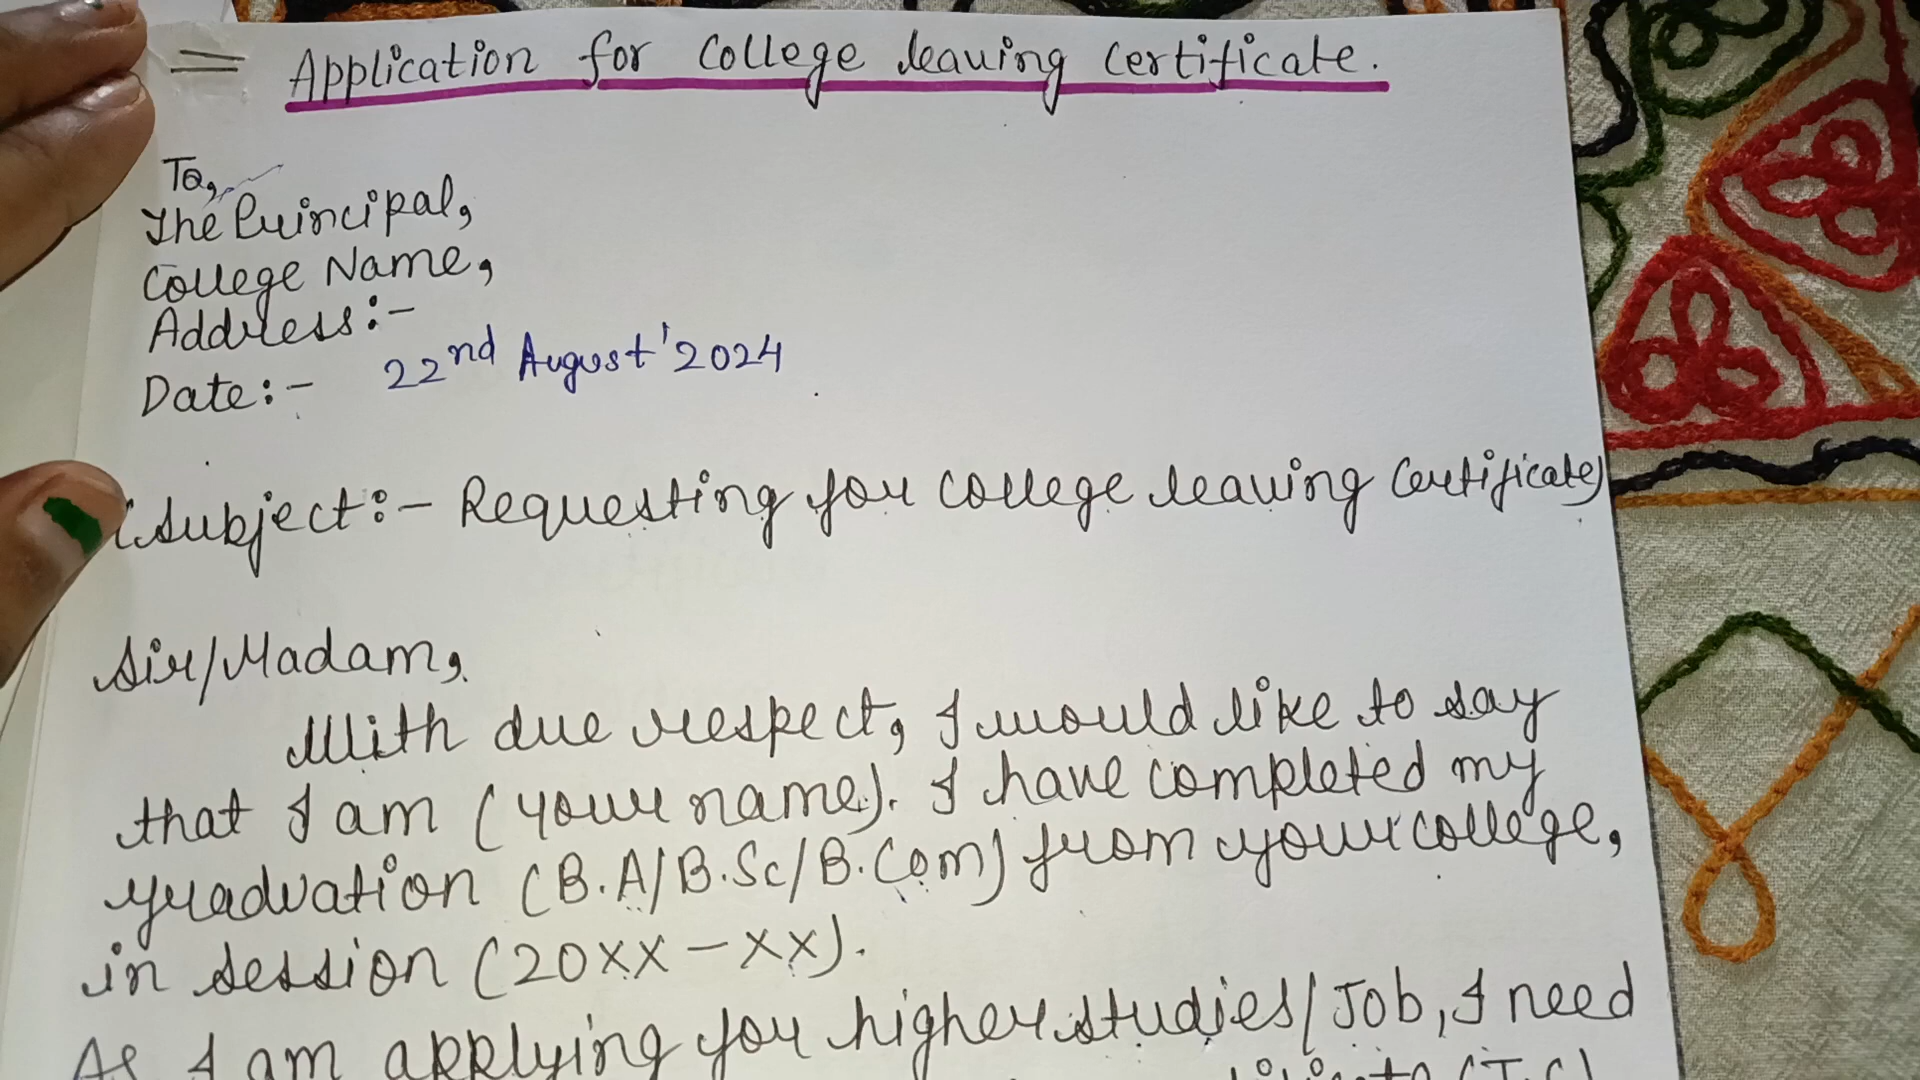 Application for College leaving Certificate.
To,
The Principal,
College Name,
Address:-
Date:- 22nd August'2024
(Subject:- Requesting for college leaving Certificate)
Sir/Madam,
With due respect, I would like to say
that I am (your name). I have completed my
graduation (B.A/B.Sc/B.Com) from your college,
in session (20XX-XX).
As I am applying for higher studies/Job, I need
(T.C)